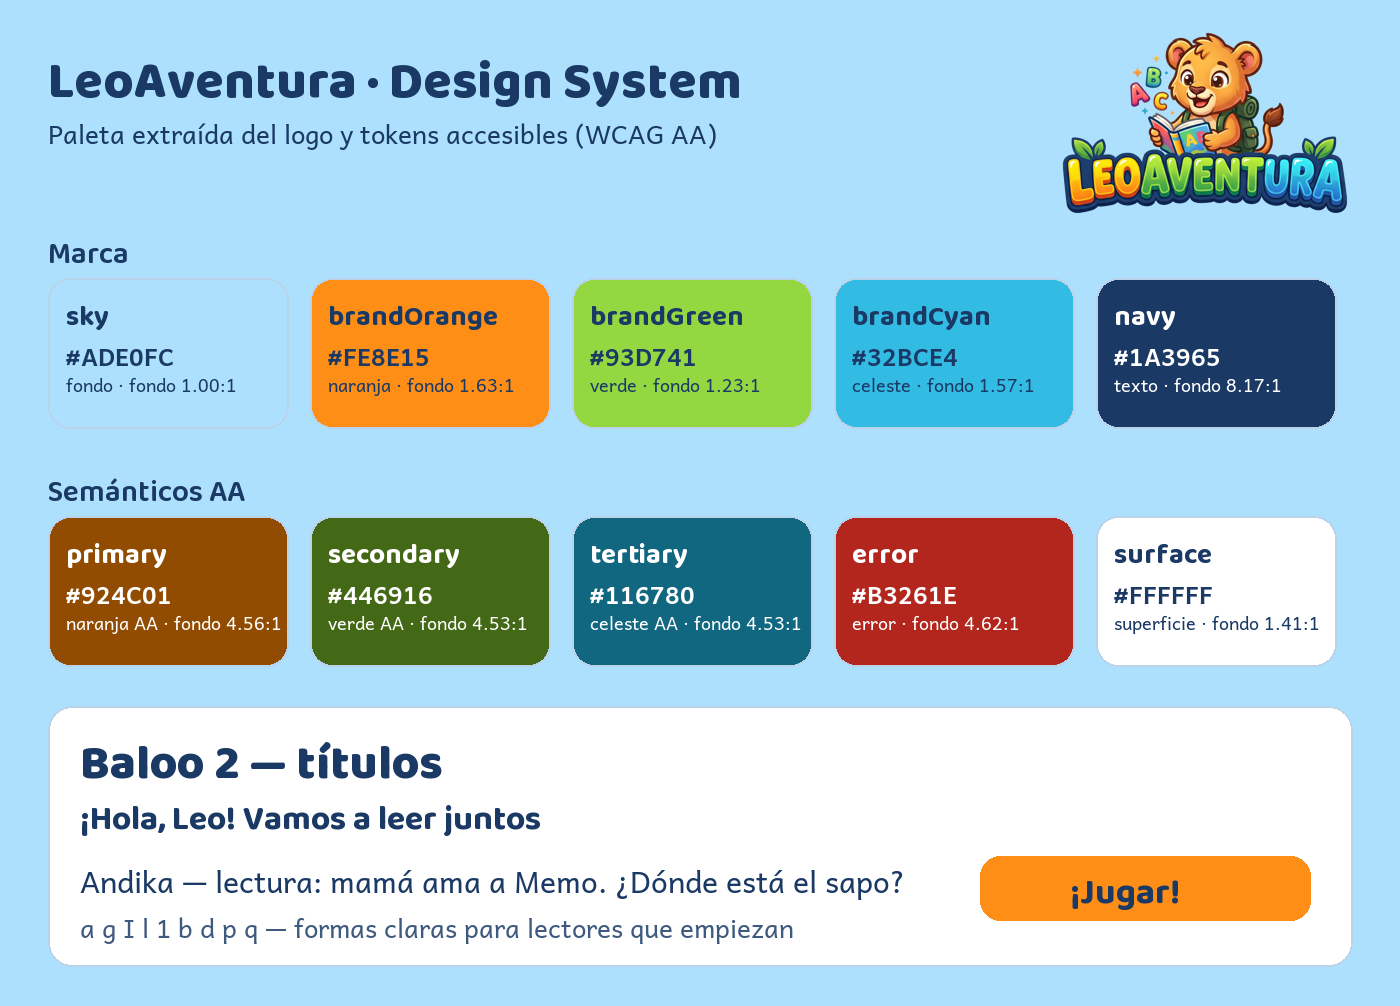 LeoAventura · Design System
Paleta extraída del logo y tokens accesibles (WCAG AA)
A B C
A
LEOAVENTURA
Marca
sky
#ADE0FC
fondo · fondo 1.00:1
brandOrange
#FE8E15
naranja · fondo 1.63:1
brandGreen
#93D741
verde · fondo 1.23:1
brandCyan
#32BCE4
celeste · fondo 1.57:1
navy
#1A3965
texto · fondo 8.17:1
Semánticos AA
primary
#924C01
naranja AA · fondo 4.56:1
secondary
#446916
verde AA · fondo 4.53:1
tertiary
#116780
celeste AA · fondo 4.53:1
error
#B3261E
error · fondo 4.62:1
surface
#FFFFFF
superficie · fondo 1.41:1
Baloo 2 — títulos
¡Hola, Leo! Vamos a leer juntos
Andika — lectura: mamá ama a Memo. ¿Dónde está el sapo?
a g I l 1 b d p q — formas claras para lectores que empiezan
¡Jugar!